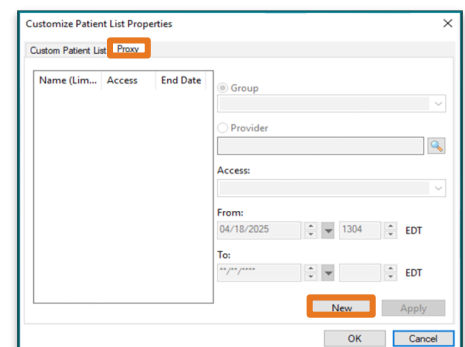 Customize Patient List Properties
Custom Patient List Proxy
Name (Lim... Access End Date
Group
Provider
Access:
From:
04/18/2025 1304 EDT
To:
**/**/**** EDT
New Apply
OK Cancel